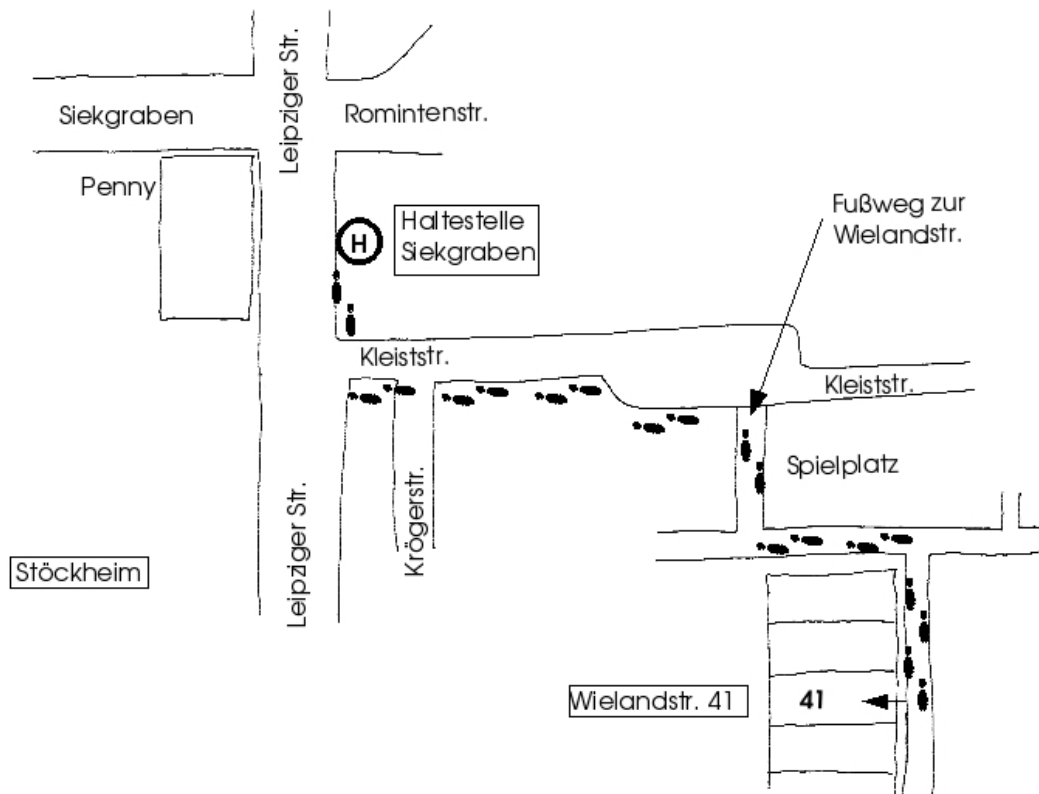 Leipziger Str.
Siekgraben
Romintenstr.
Penny
H
Haltestelle
Siekgraben
Fußweg zur
Wielandstr.
Kleiststr.
Kleiststr.
Spielplatz
Krögerstr.
Leipziger Str.
Stöckheim
Wielandstr. 41
41